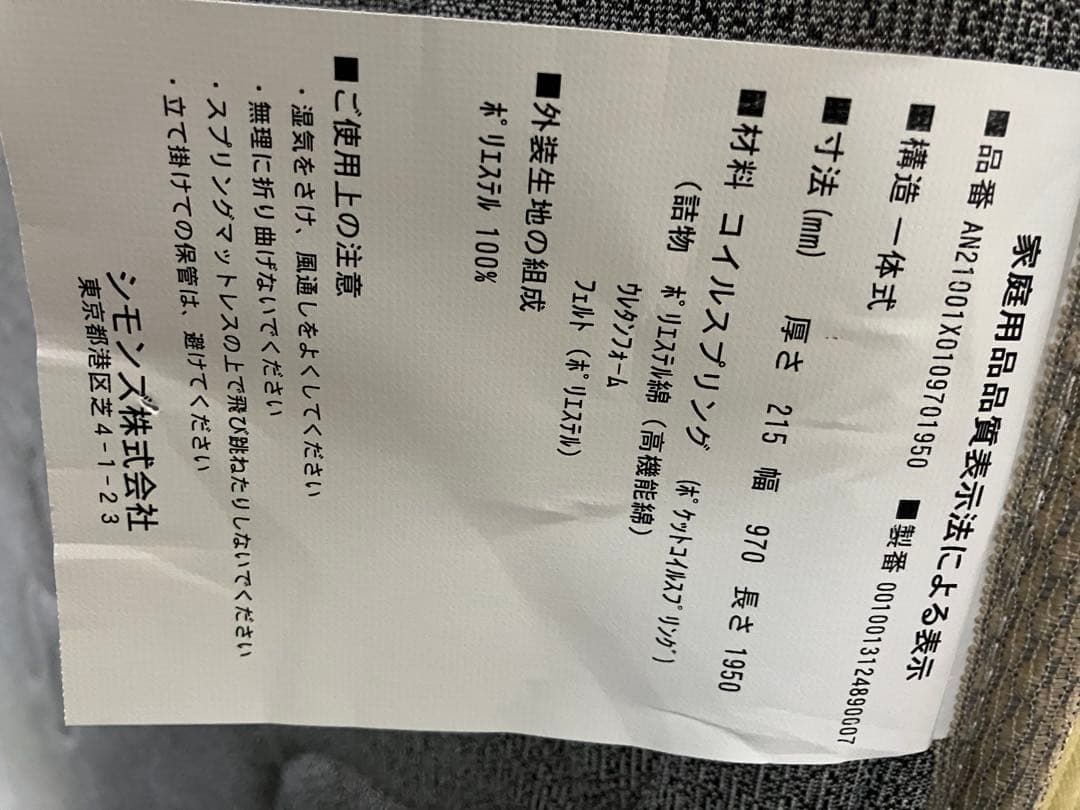 家庭用品品質表示法による表示
■品番 AN21001X0109701950 ■製番 0010013124890007
■構造 一体式
■寸法(mm) 厚さ 215 幅 970 長さ 1950
■材料 コイルスプリング (ﾎﾟｹｯﾄｺｲﾙｽﾌﾟﾘﾝｸﾞ)
(詰物 ﾎﾟﾘｴｽﾃﾙ綿 (高機能綿)
ｳﾚﾀﾝﾌｫｰﾑ
ﾌｪﾙﾄ (ﾎﾟﾘｴｽﾃﾙ)
■外装生地の組成
ﾎﾟﾘｴｽﾃﾙ 100%
■ご使用上の注意
・湿気をさけ、風通しをよくしてください
・無理に折り曲げないでください
・スプリングマットレスの上で飛び跳ねたりしないでください
・立て掛けての保管は、避けてください
シモンズ株式会社
東京都港区芝4-1-23